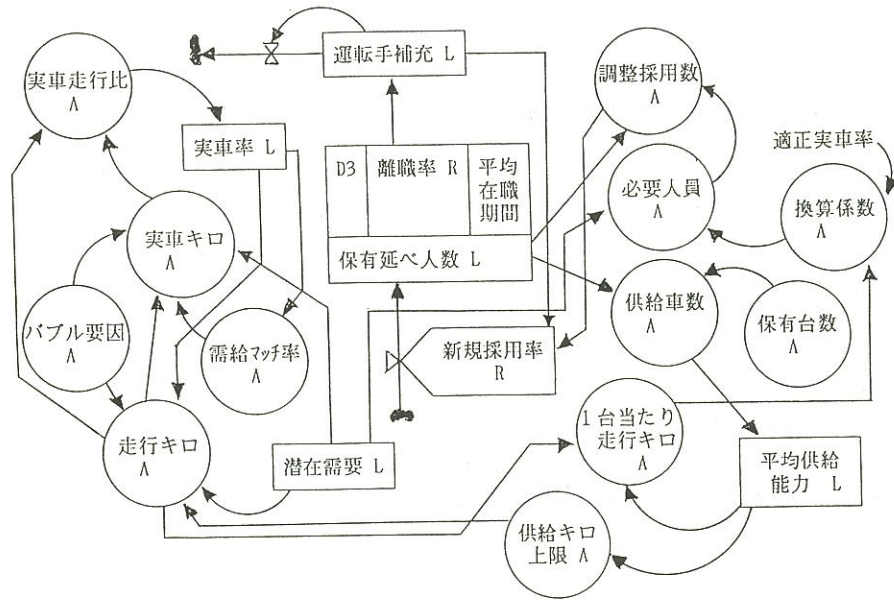 実車走行比
A
運転手補充 L
調整採用数
A
実車率 L
D3
離職率 R
平均
在職
期間
適正実車率
必要人員
A
換算係数
A
実車キロ
A
保有延べ人数 L
供給車数
A
保有台数
A
バブル要因
A
需給マッチ率
A
新規採用率
R
1台当たり
走行キロ
A
走行キロ
A
潜在需要 L
平均供給
能力 L
供給キロ
上限 A